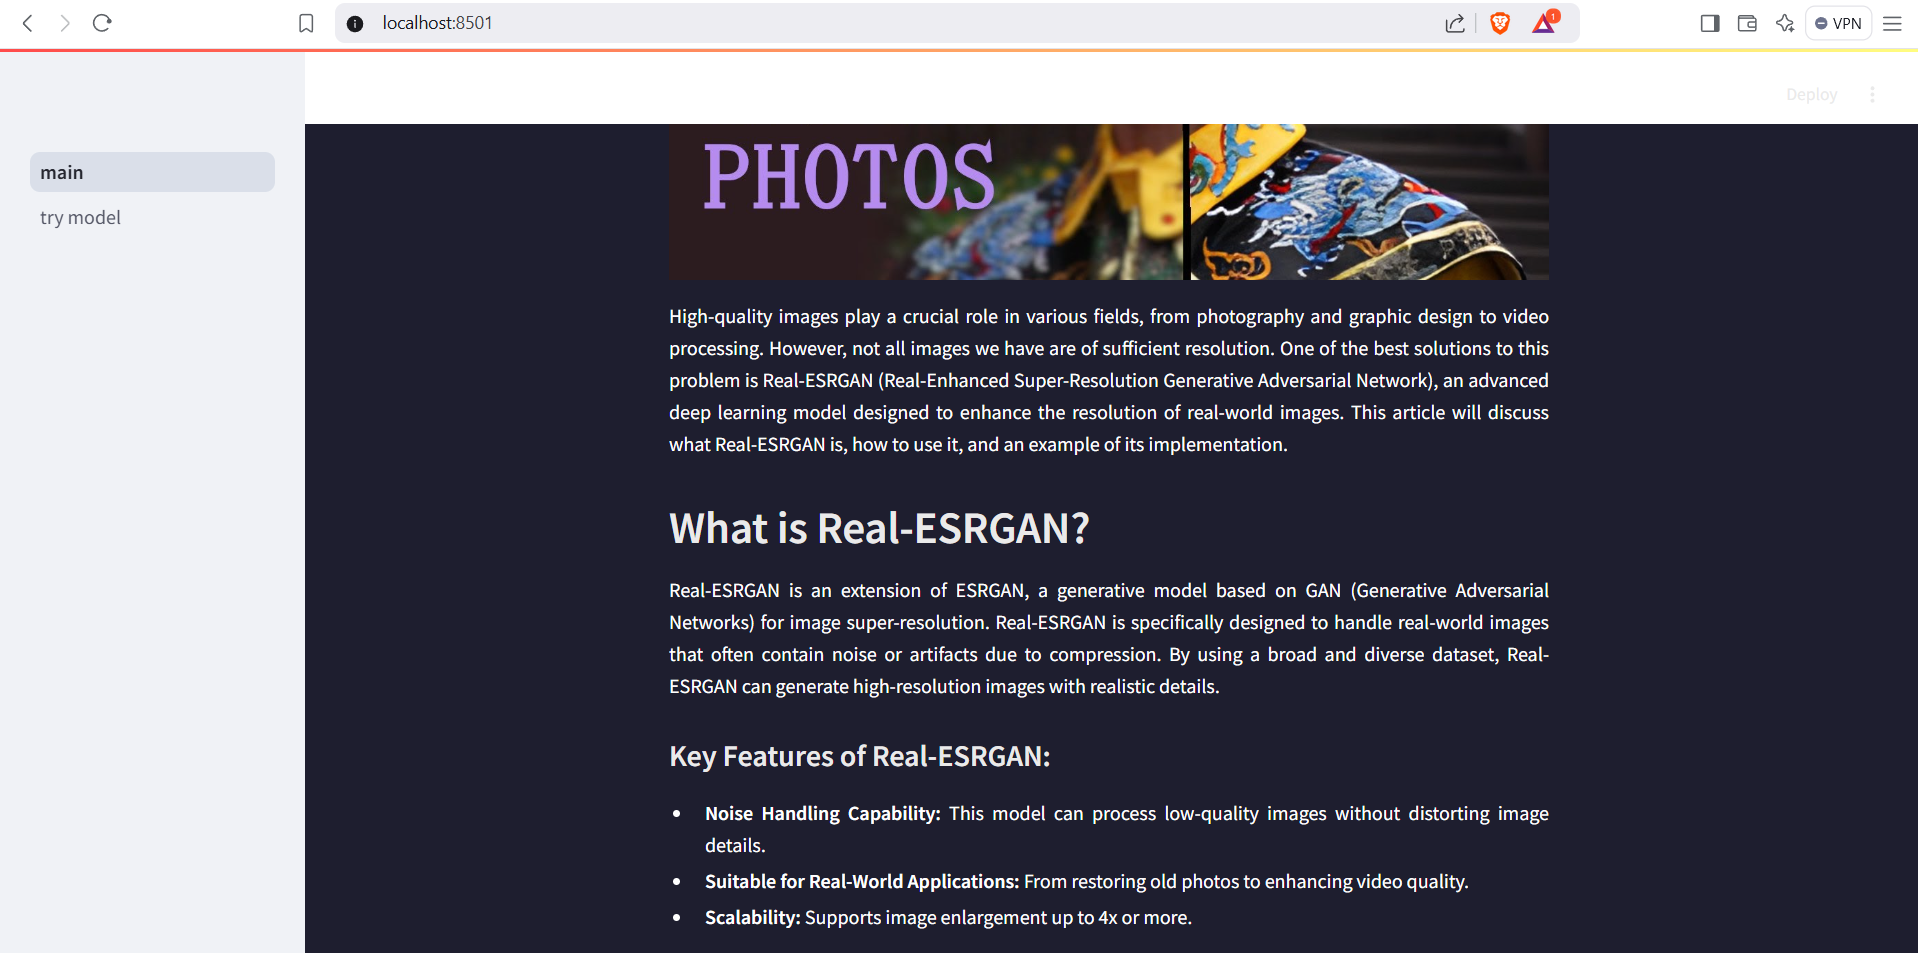 localhost:8501
1
VPN
Deploy
main
try model
PHOTOS
High-quality images play a crucial role in various fields, from photography and graphic design to video
processing. However, not all images we have are of sufficient resolution. One of the best solutions to this
problem is Real-ESRGAN (Real-Enhanced Super-Resolution Generative Adversarial Network), an advanced
deep learning model designed to enhance the resolution of real-world images. This article will discuss
what Real-ESRGAN is, how to use it, and an example of its implementation.
What is Real-ESRGAN?
Real-ESRGAN is an extension of ESRGAN, a generative model based on GAN (Generative Adversarial
Networks) for image super-resolution. Real-ESRGAN is specifically designed to handle real-world images
that often contain noise or artifacts due to compression. By using a broad and diverse dataset, Real-
ESRGAN can generate high-resolution images with realistic details.
Key Features of Real-ESRGAN:
• Noise Handling Capability: This model can process low-quality images without distorting image
details.
• Suitable for Real-World Applications: From restoring old photos to enhancing video quality.
• Scalability: Supports image enlargement up to 4x or more.